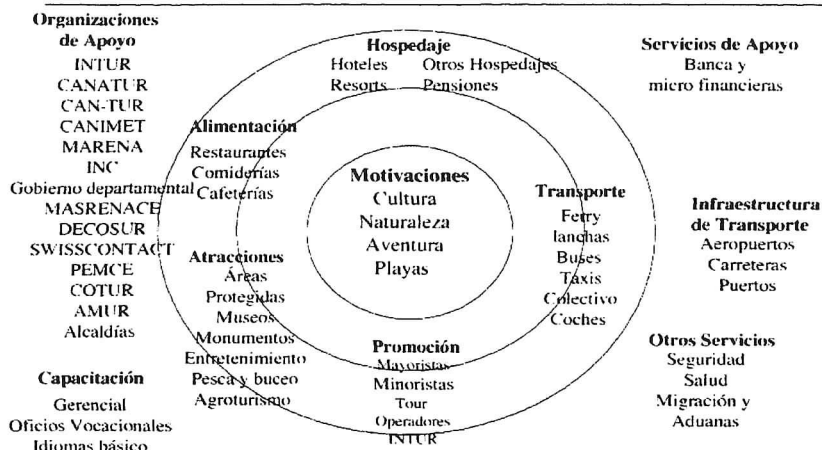 Organizaciones
de Apoyo
INTUR
CANATUR
CAN-TUR
CANIMET
MARENA
INC
Gobierno departamental
MASRENACE
DECOSUR
SWISSCONTACT
PEMCE
COTUR
AMUR
Alcaldías
Capacitación
Gerencial
Oficios Vocacionales
Idiomas básico
Hospedaje
Hoteles Otros Hospedajes
Resorts Pensiones
Alimentación
Restaurantes
Comiderías
Cafeterías
Atracciones
Áreas
Protegidas
Museos
Monumentos
Entretenimiento
Pesca y buceo
Agroturismo
Motivaciones
Cultura
Naturaleza
Aventura
Playas
Promoción
Mayoristas
Minoristas
Tour
Operadores
INTUR
Transporte
Ferry
lanchas
Buses
Taxis
Colectivo
Coches
Servicios de Apoyo
Banca y
micro financieras
Infraestructura
de Transporte
Aeropuertos
Carreteras
Puertos
Otros Servicios
Seguridad
Salud
Migración y
Aduanas